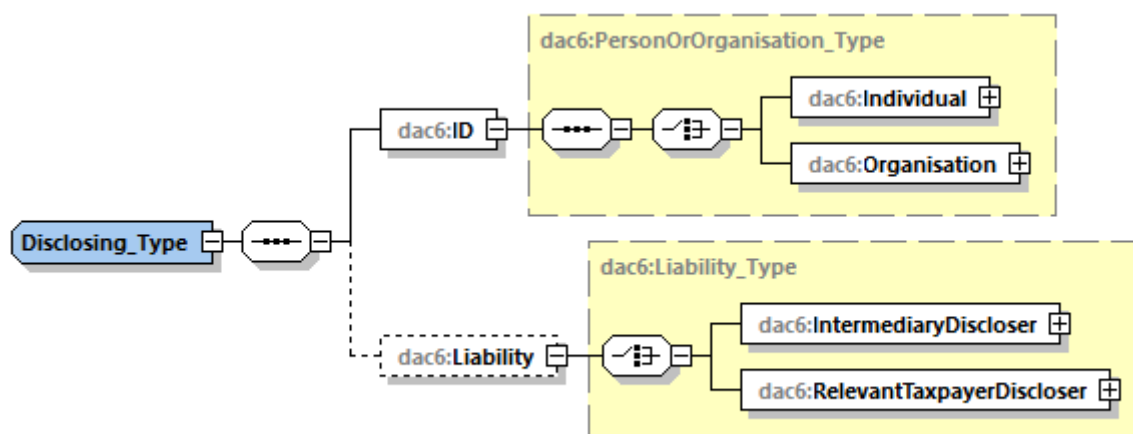 dac6:PersonOrOrganisation_Type
dac6:Individual
dac6:ID
dac6:Organisation
Disclosing_Type
dac6:Liability_Type
dac6:IntermediaryDiscloser
dac6:Liability
dac6:RelevantTaxpayerDiscloser